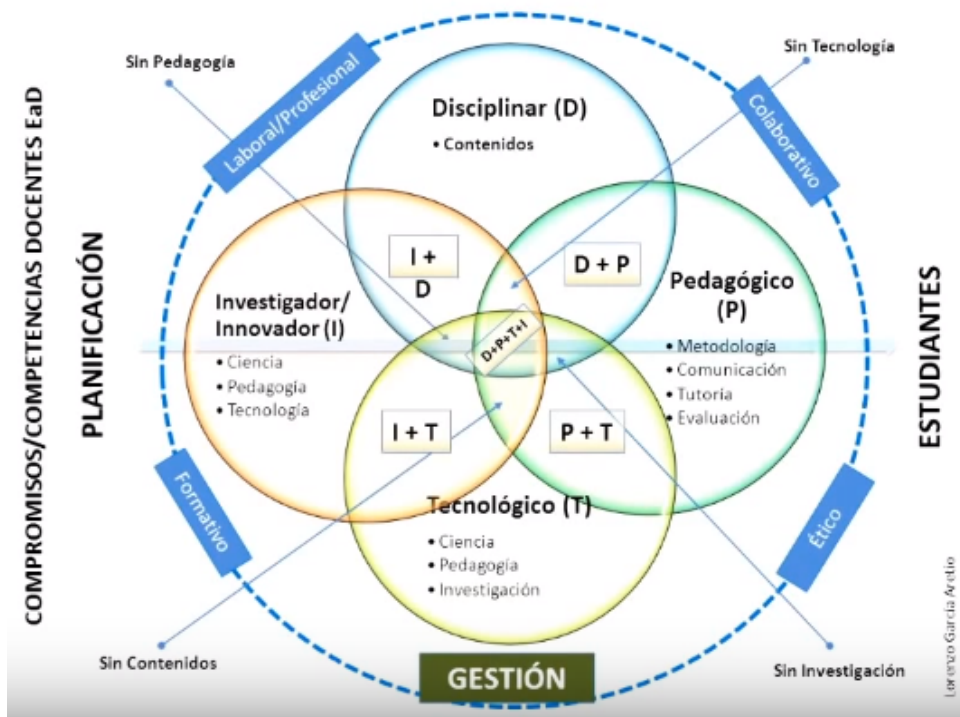 COMPROMISOS/COMPETENCIAS DOCENTES EaD
PLANIFICACIÓN
Sin Pedagogía
Laboral/Profesional
Sin Tecnología
Colaborativo
Disciplinar (D)
• Contenidos
I +
D
D + P
Investigador/
Innovador (I)
• Ciencia
• Pedagogía
• Tecnología
D+P+T+I
Pedagógico
(P)
• Metodología
• Comunicación
• Tutoría
• Evaluación
I + T
P + T
Tecnológico (T)
• Ciencia
• Pedagogía
• Investigación
Formativo
Ético
Sin Contenidos
Sin Investigación
GESTIÓN
ESTUDIANTES
Lorenzo García Aretio